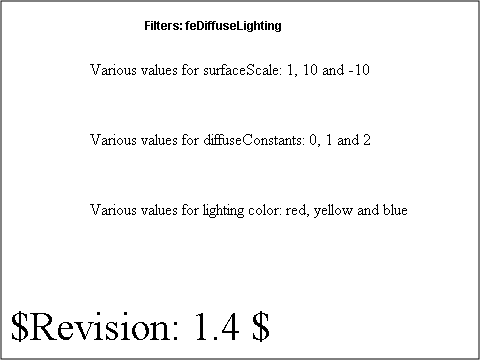 Filters: feDiffuseLighting
Various values for surfaceScale: 1, 10 and -10
Various values for diffuseConstants: 0, 1 and 2
Various values for lighting color: red, yellow and blue
$Revision: 1.4 $